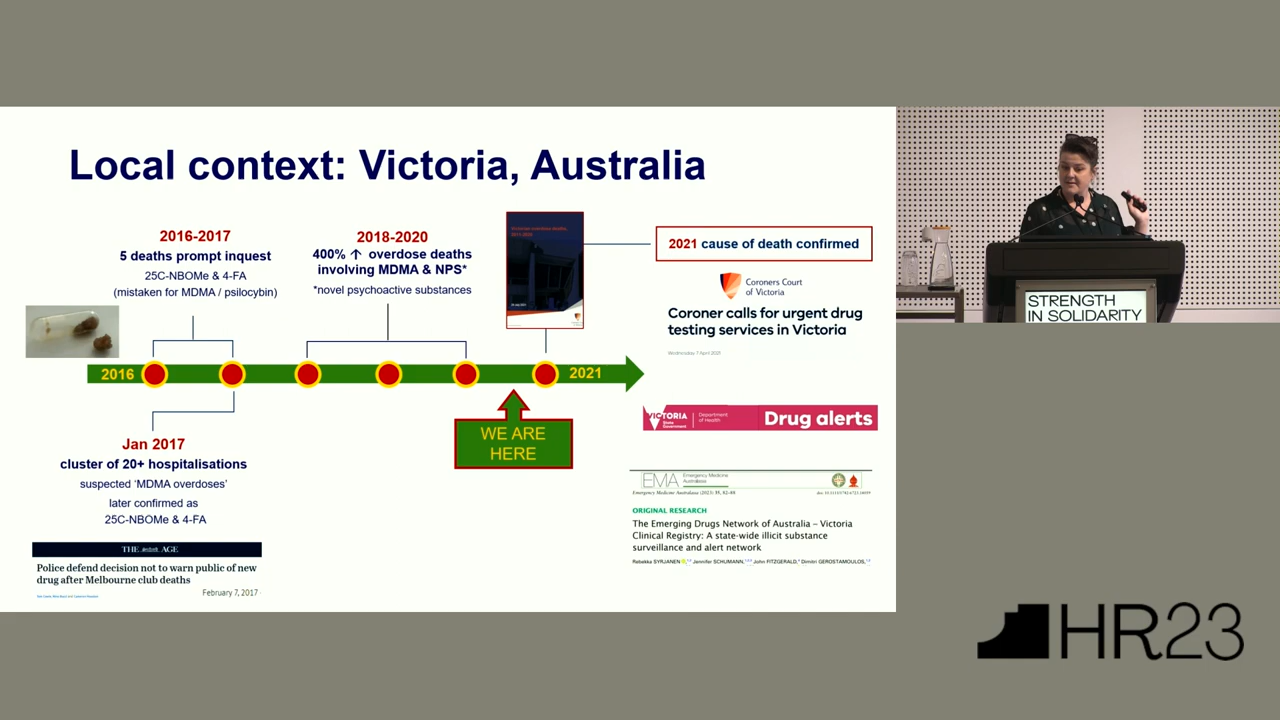 Local context: Victoria, Australia
2016-2017
5 deaths prompt inquest
25C-NBOMe & 4-FA
(mistaken for MDMA / psilocybin)
2018-2020
400% ↑ overdose deaths
involving MDMA & NPS*
*novel psychoactive substances
2021 cause of death confirmed
Coroners Court
of Victoria
Coroner calls for urgent drug
testing services in Victoria
Wednesday 7 April 2021
2016
2021
WE ARE
HERE
Jan 2017
cluster of 20+ hospitalisations
suspected ‘MDMA overdoses’
later confirmed as
25C-NBOMe & 4-FA
THE AGE
Police defend decision not to warn public of new
drug after Melbourne club deaths
February 7, 2017
VICTORIA
State
Government
Department
of Health
Drug alerts
EMA
Emergency Medicine
Australasia
ORIGINAL RESEARCH
The Emerging Drugs Network of Australia – Victoria
Clinical Registry: A state-wide illicit substance
surveillance and alert network
Rebekka SYRJANEN Jennifer SCHUMANN, John FITZGERALD, Dimitri GEROSTAMOULOS,
STRENGTH
IN SOLIDARITY
HR23